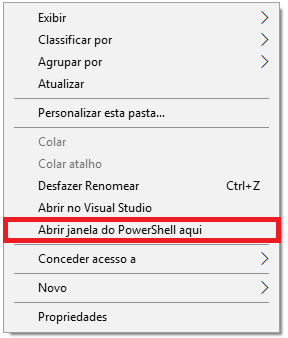 Exibir
Classificar por
Agrupar por
Atualizar
Personalizar esta pasta...
Colar
Colar atalho
Desfazer Renomear Ctrl+Z
Abrir no Visual Studio
Abrir janela do PowerShell aqui
Conceder acesso a
Novo
Propriedades